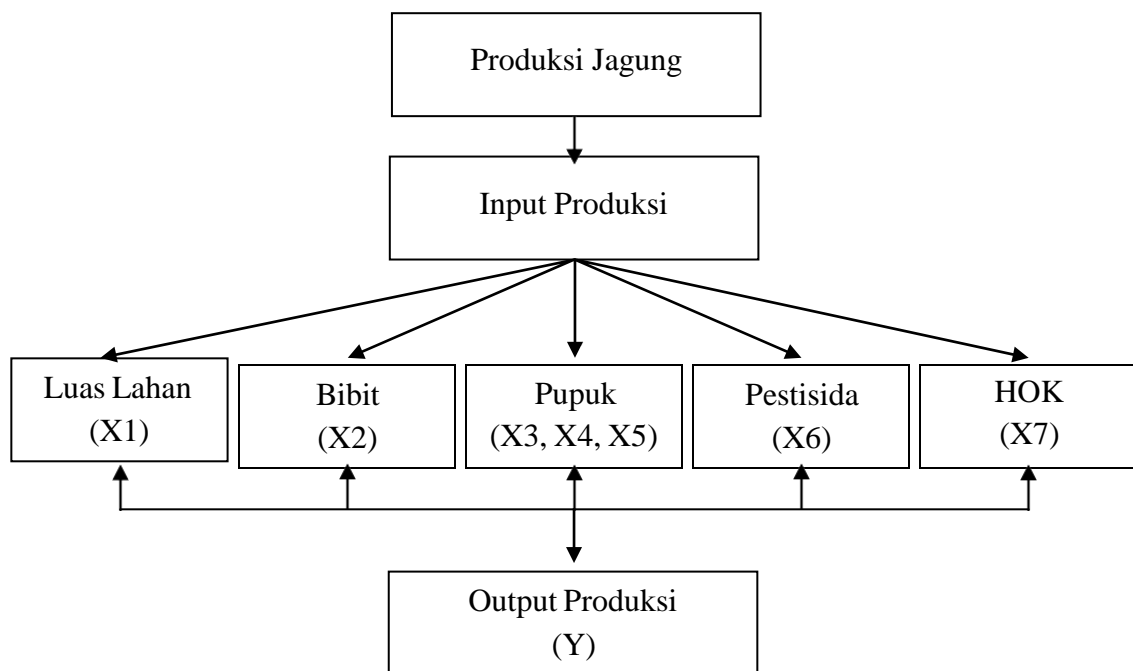 Produksi Jagung
Input Produksi
Luas Lahan
(X1)
Bibit
(X2)
Pupuk
(X3, X4, X5)
Pestisida
(X6)
HOK
(X7)
Output Produksi
(Y)